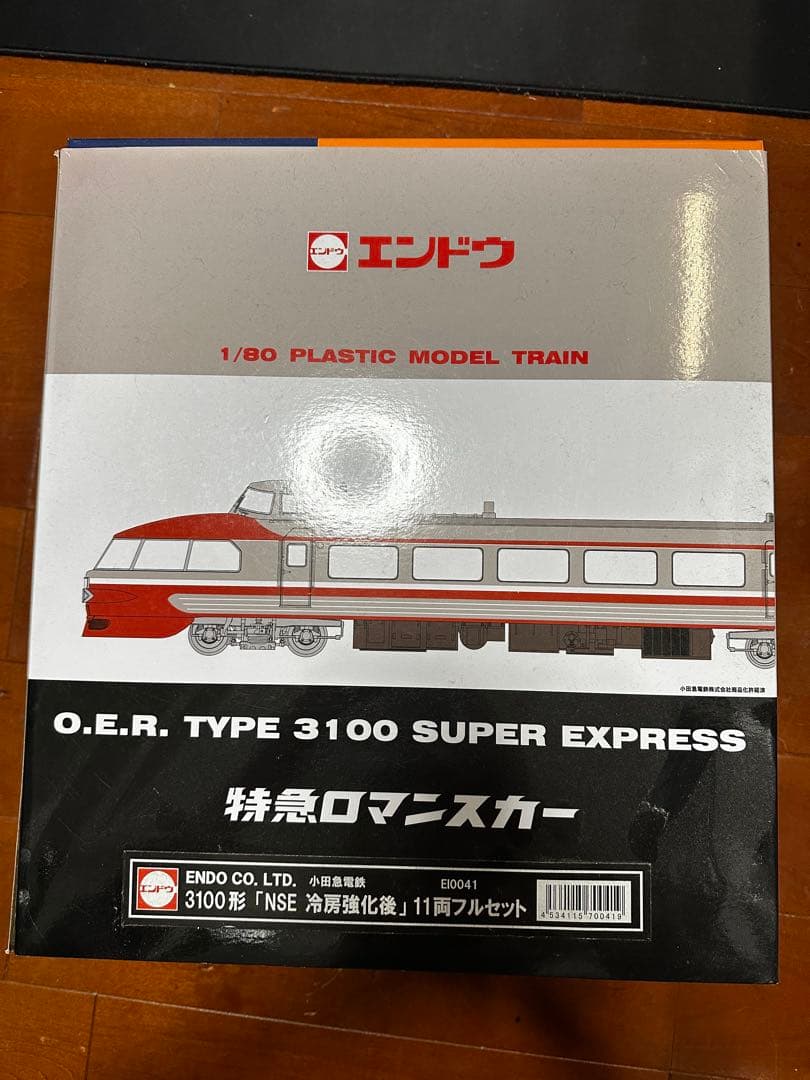 エンドウ エンドウ
1/80 PLASTIC MODEL TRAIN
小田急電鉄株式会社商品化許諾済
O.E.R. TYPE 3100 SUPER EXPRESS
特急ロマンスカー
エンドウ
ENDO CO. LTD. 小田急電鉄 EI0041
3100形「NSE 冷房強化後」11両フルセット
4 534115 700419